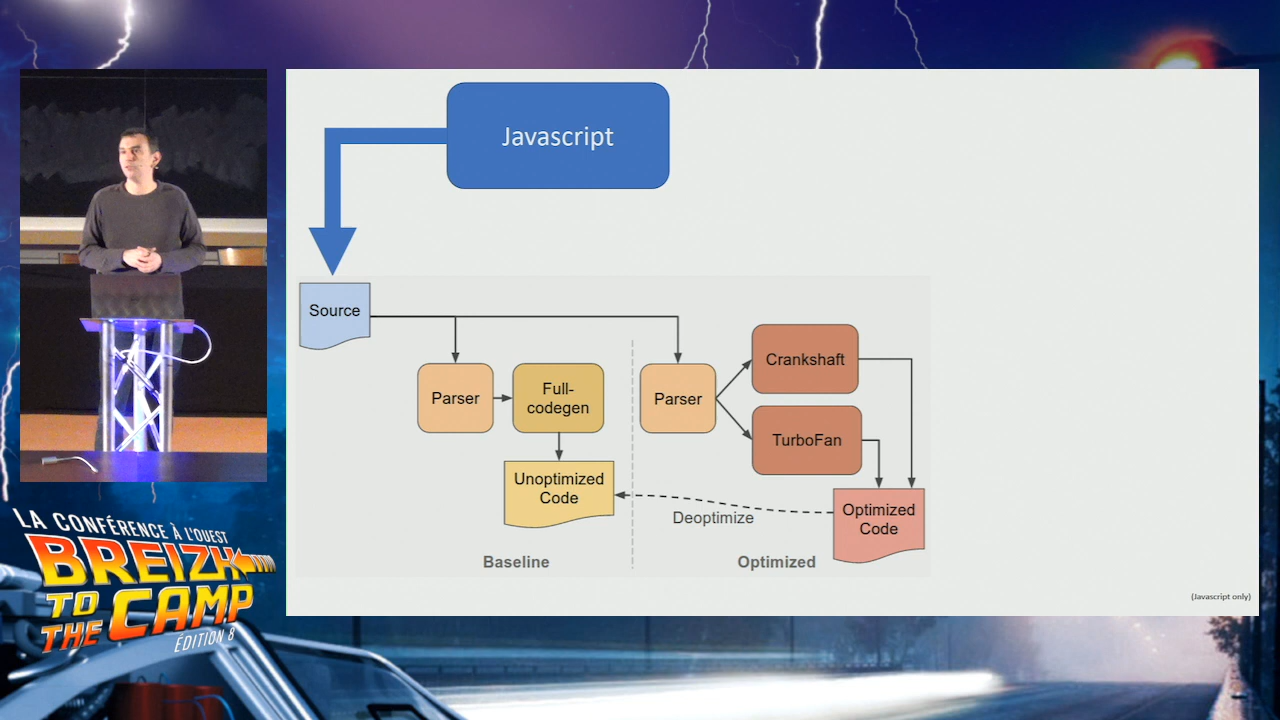 Javascript
Source
Parser
Full-
codegen
Unoptimized
Code
Baseline
Parser
Crankshaft
TurboFan
Deoptimize
Optimized
Code
Optimized
(Javascript only)
LA CONFÉRENCE À L'OUEST
BREIZH
TO
THE CAMP
ÉDITION 8